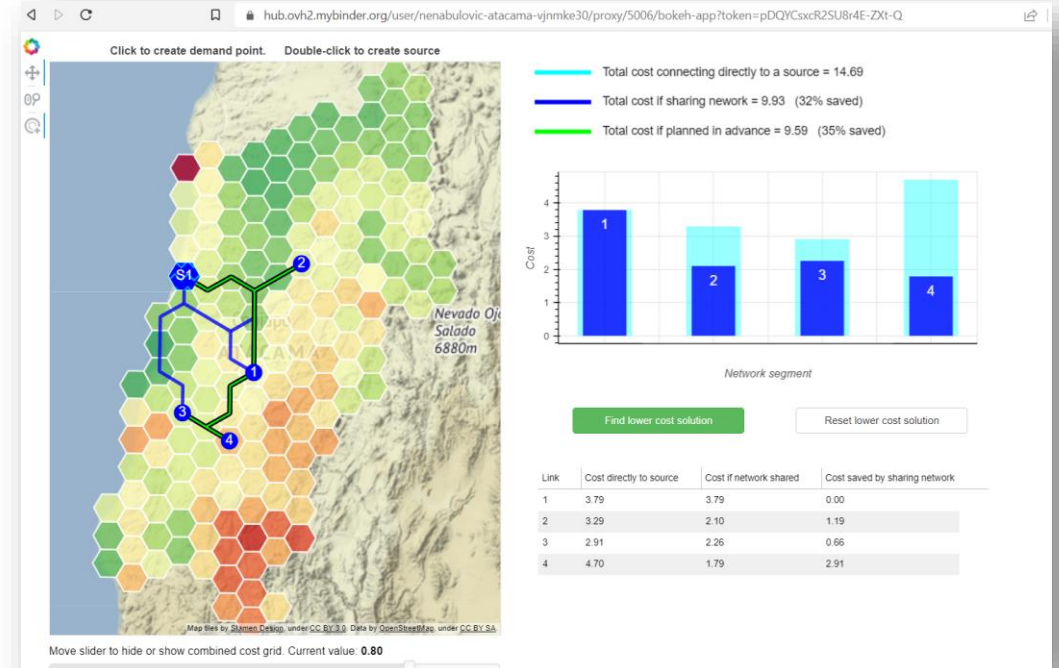 hub.ovh2.mybinder.org/user/nenabulovic-atacama-vjnmke30/proxy/5006/bokeh-app?token=pDQYCsxcR2SU8r4E-ZXt-Q
Click to create demand point. Double-click to create source
S1
2
1
3
4
Nevado Ojo
Salado
6880m
Map tiles by Stamen Design, under CC BY 3.0. Data by OpenStreetMap, under CC BY SA
Move slider to hide or show combined cost grid. Current value: 0.80
Total cost connecting directly to a source = 14.69
Total cost if sharing nework = 9.93 (32% saved)
Total cost if planned in advance = 9.59 (35% saved)
Cost
4
3
2
1
0
1
2
3
4
Network segment
Find lower cost solution
Reset lower cost solution
Link Cost directly to source Cost if network shared Cost saved by sharing network
1 3.79 3.79 0.00
2 3.29 2.10 1.19
3 2.91 2.26 0.66
4 4.70 1.79 2.91